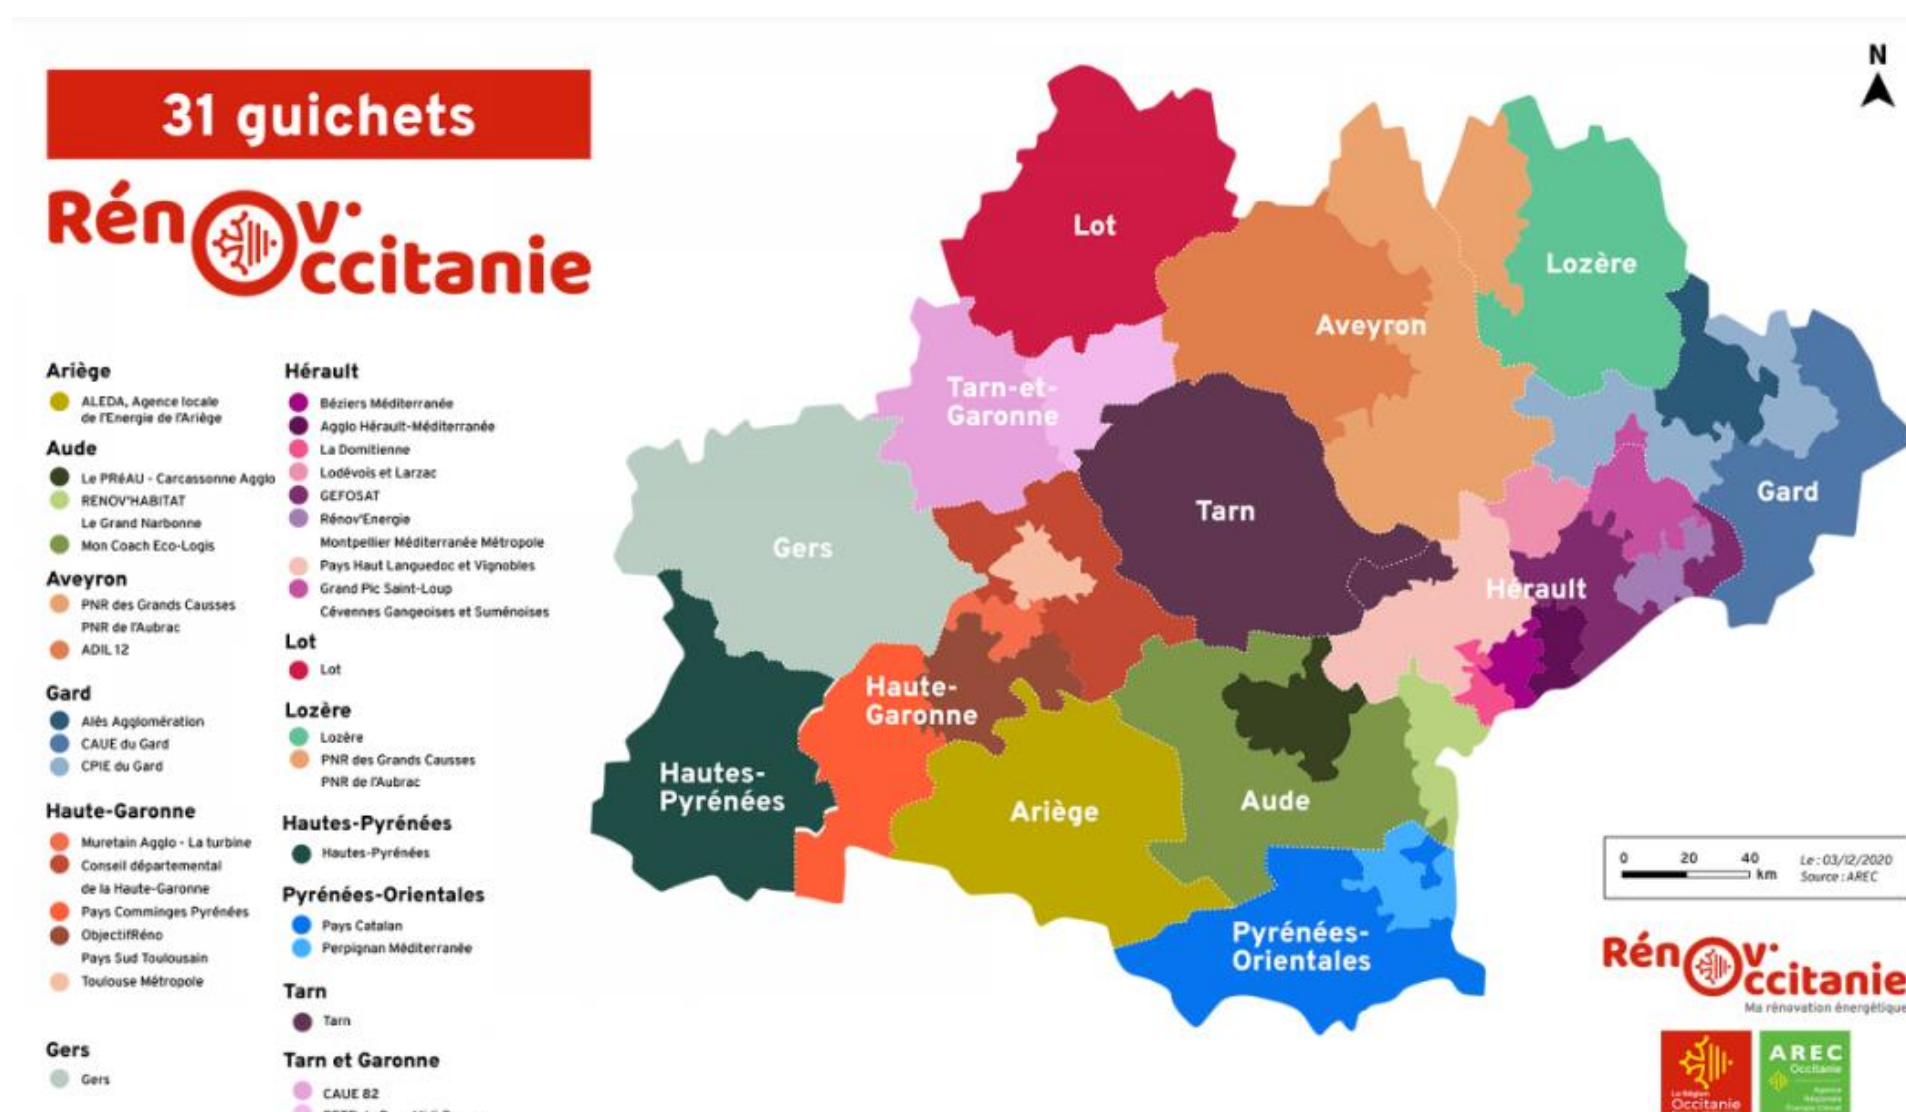 31 guichets
Rénov'
Occitanie
Ariège
ALEDA, Agence locale
de l'Energie de l'Ariège
Aude
Le PRéAU - Carcassonne Agglo
RENOV'HABITAT
Le Grand Narbonne
Mon Coach Eco-Logis
Aveyron
PNR des Grands Causses
PNR de l'Aubrac
ADIL 12
Gard
Alès Agglomération
CAUE du Gard
CPIE du Gard
Haute-Garonne
Muretain Agglo - La turbine
Conseil départemental
de la Haute-Garonne
Pays Comminges Pyrénées
ObjectifRéno
Pays Sud Toulousain
Toulouse Métropole
Gers
Gers
Hérault
Béziers Méditerranée
Agglo Hérault-Méditerranée
La Domitienne
Lodévois et Larzac
GEFOSAT
Rénov'Energie
Montpellier Méditerranée Métropole
Pays Haut Languedoc et Vignobles
Grand Pic Saint-Loup
Cévennes Gangeoises et Suménoises
Lot
Lot
Lozère
Lozère
PNR des Grands Causses
PNR de l'Aubrac
Hautes-Pyrénées
Hautes-Pyrénées
Pyrénées-Orientales
Pays Catalan
Perpignan Méditerranée
Tarn
Tarn
Tarn et Garonne
CAUE 82
N
Lot
Lozère
Aveyron
Tarn-et-
Garonne
Gard
Tarn
Gers
Hérault
Haute-
Garonne
Hautes-
Pyrénées
Ariège
Aude
Pyrénées-
Orientales
0 20 40
km
Le : 03/12/2020
Source : AREC
Rénov'
Occitanie
Ma rénovation énergétique
La Région
Occitanie
AREC
Occitanie
Agence
Régionale
Énergie Climat